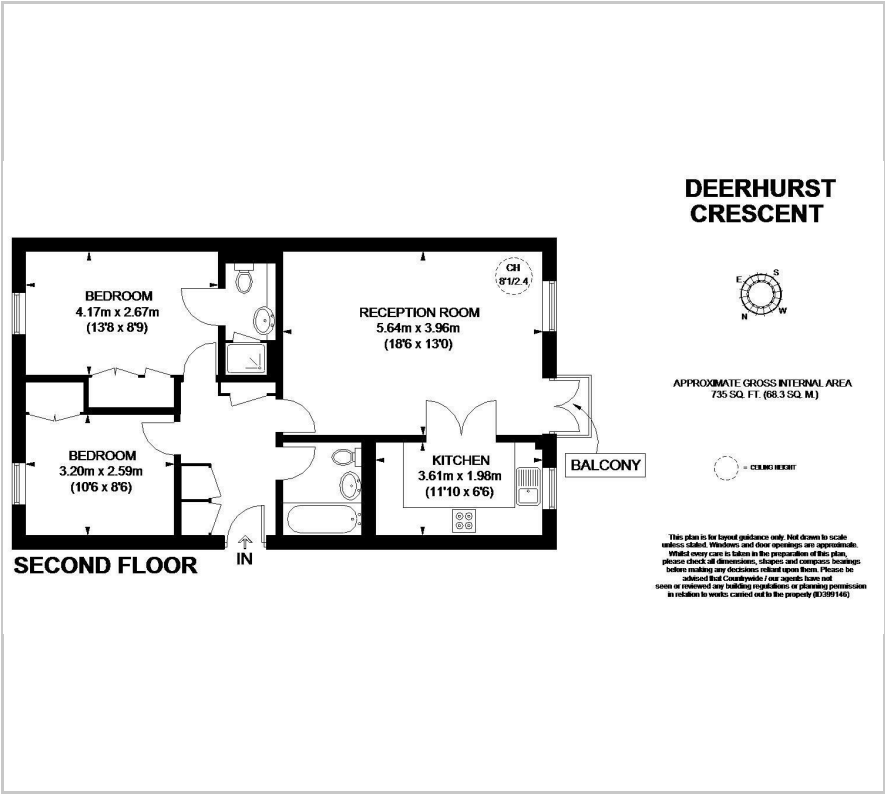 DEERHURST
CRESCENT
E
S
N
W
APPROXIMATE GROSS INTERNAL AREA
735 SQ. FT. (68.3 SQ. M.)
= CEILING HEIGHT
CH
8'1/2.4
BEDROOM
4.17m x 2.67m
(13'8 x 8'9)
RECEPTION ROOM
5.64m x 3.96m
(18'6 x 13'0)
BEDROOM
3.20m x 2.59m
(10'6 x 8'6)
KITCHEN
3.61m x 1.98m
(11'10 x 6'6)
BALCONY
IN
SECOND FLOOR
This plan is for layout guidance only. Not drawn to scale
unless stated. Windows and door openings are approximate.
Whilst every care is taken in the preparation of this plan,
please check all dimensions, shapes and compass bearings
before making any decisions reliant upon them. Please be
advised that Countrywide / our agents have not
seen or reviewed any building regulations or planning permission
in relation to works carried out to the property (ID399146)